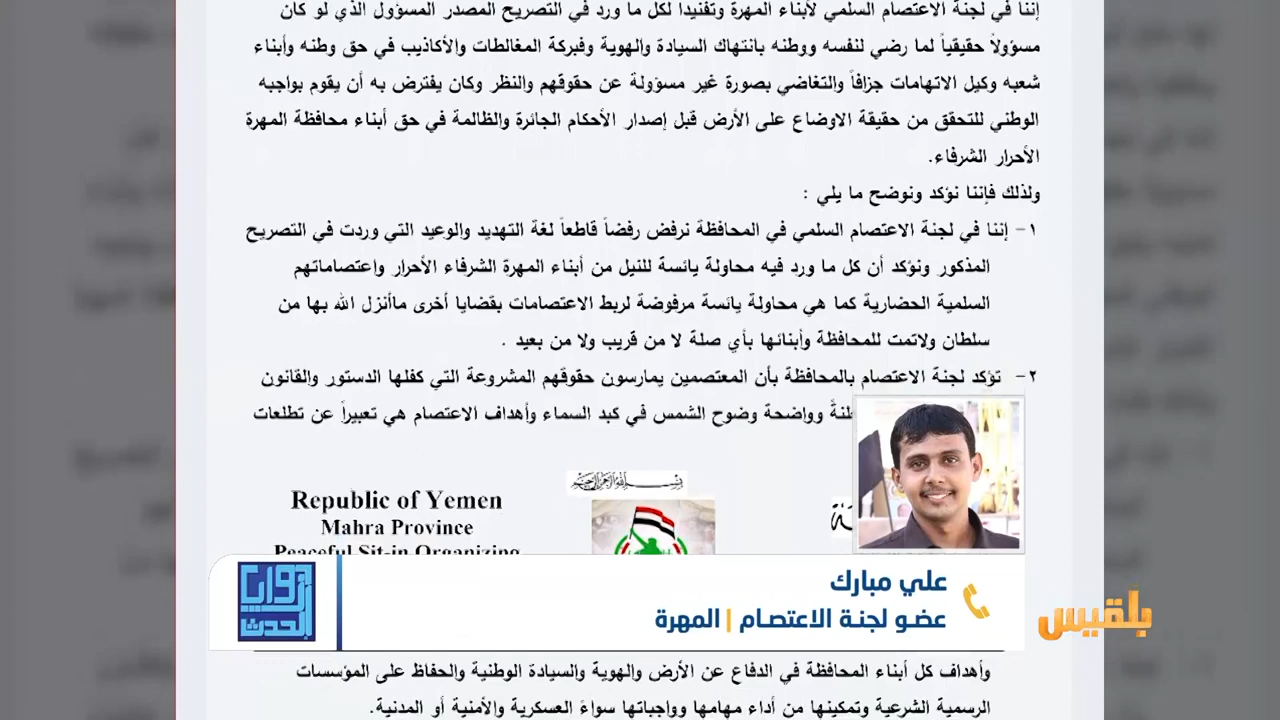 إننا في لجنة الاعتصام السلمي لأبناء المهرة وتفنيداً لكل ما ورد في التصريح المصدر المسؤول الذي لو كان
مسؤولاً حقيقياً لما رضي لنفسه ووطنه بانتهاك السيادة والهوية وفبركة المغالطات والأكاذيب في حق وطنه وأبناء
شعبه وكيل الاتهامات جزافاً والتغاضي بصورة غير مسؤولة عن حقوقهم والنظر وكان يفترض به أن يقوم بواجبه
الوطني للتحقق من حقيقة الاوضاع على الأرض قبل إصدار الأحكام الجائرة والظالمة في حق أبناء محافظة المهرة
الأحرار الشرفاء.
ولذلك فإننا نؤكد ونوضح ما يلي :
١- إننا في لجنة الاعتصام السلمي في المحافظة نرفض رفضاً قاطعاً لغة التهديد والوعيد التي وردت في التصريح
المذكور ونؤكد أن كل ما ورد فيه محاولة يائسة للنيل من أبناء المهرة الشرفاء الأحرار واعتصاماتهم
السلمية الحضارية كما هي محاولة يائسة مرفوضة لربط الاعتصامات بقضايا أخرى ماأنزل الله بها من
سلطان ولاتمت للمحافظة وأبنائها بأي صلة لا من قريب ولا من بعيد .
٢- تؤكد لجنة الاعتصام بالمحافظة بأن المعتصمين يمارسون حقوقهم المشروعة التي كفلها الدستور والقانون
وواضحة وضوح الشمس في كبد السماء وأهداف الاعتصام هي تعبيراً عن تطلعات
بسم الله الرحمن الرحيم
Republic of Yemen
Mahra Province
Peaceful Sit-in Organizing
علي مبارك
عضو لجنة الاعتصام | المهرة
أبواب الحدث
بلقيس
وأهداف كل أبناء المحافظة في الدفاع عن الأرض والهوية والسيادة الوطنية والحفاظ على المؤسسات
الرسمية الشرعية وتمكينها من أداء مهامها وواجباتها سواءً العسكرية والأمنية أو المدنية.